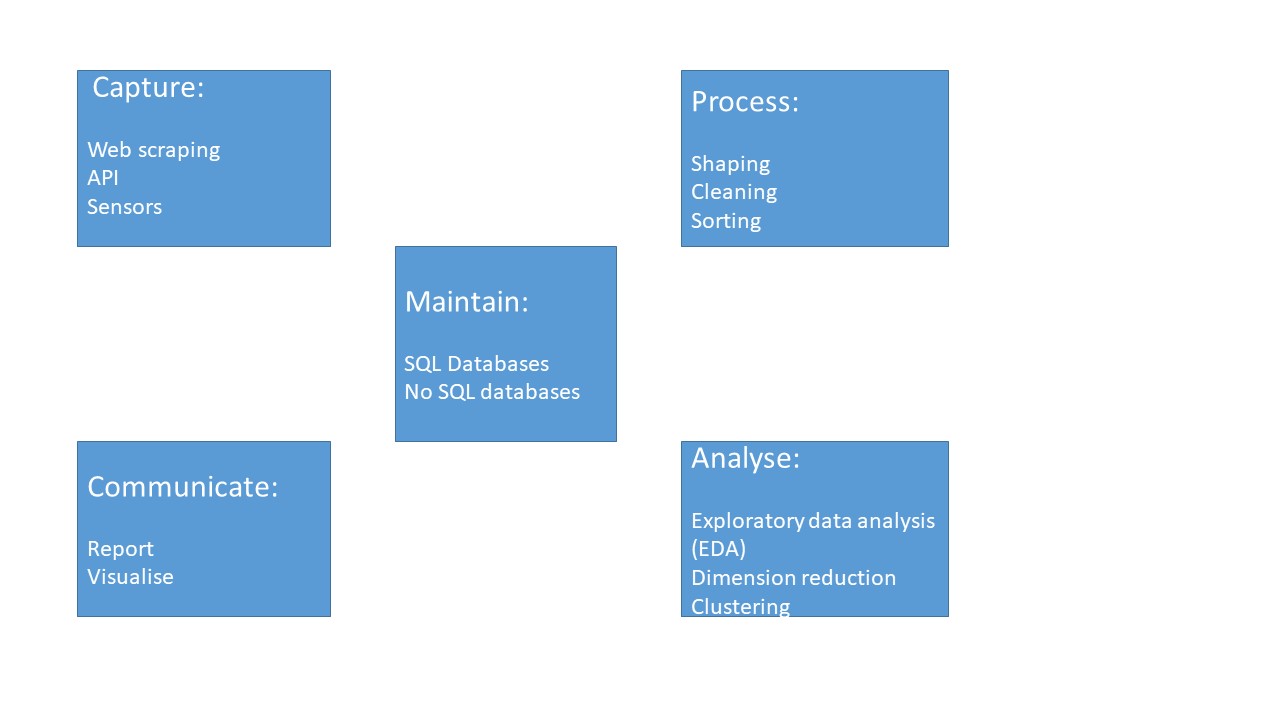 Capture:
Web scraping
API
Sensors
Process:
Shaping
Cleaning
Sorting
Maintain:
SQL Databases
No SQL databases
Communicate:
Report
Visualise
Analyse:
Exploratory data analysis
(EDA)
Dimension reduction
Clustering